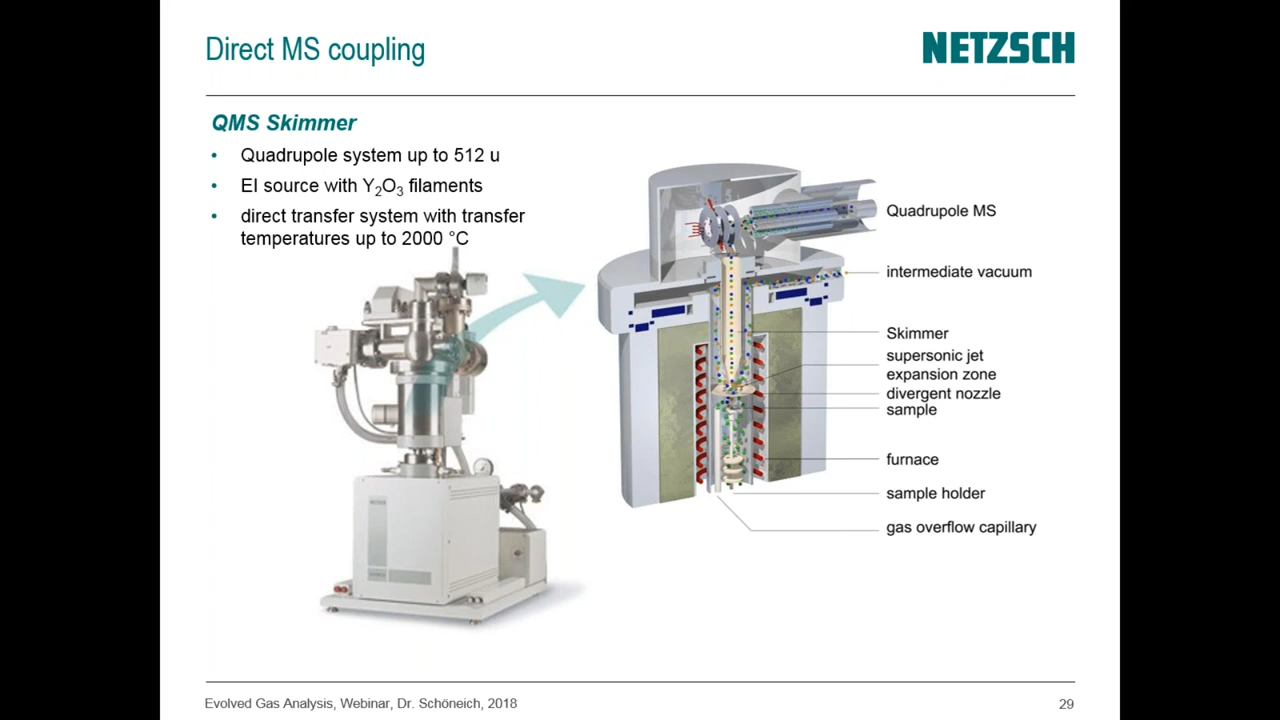 Direct MS coupling
NETZSCH
QMS Skimmer
• Quadrupole system up to 512 u
• EI source with Y₂O₃ filaments
• direct transfer system with transfer
temperatures up to 2000 °C
Quadrupole MS
intermediate vacuum
Skimmer
supersonic jet
expansion zone
divergent nozzle
sample
furnace
sample holder
gas overflow capillary
Evolved Gas Analysis, Webinar, Dr. Schöneich, 2018
29